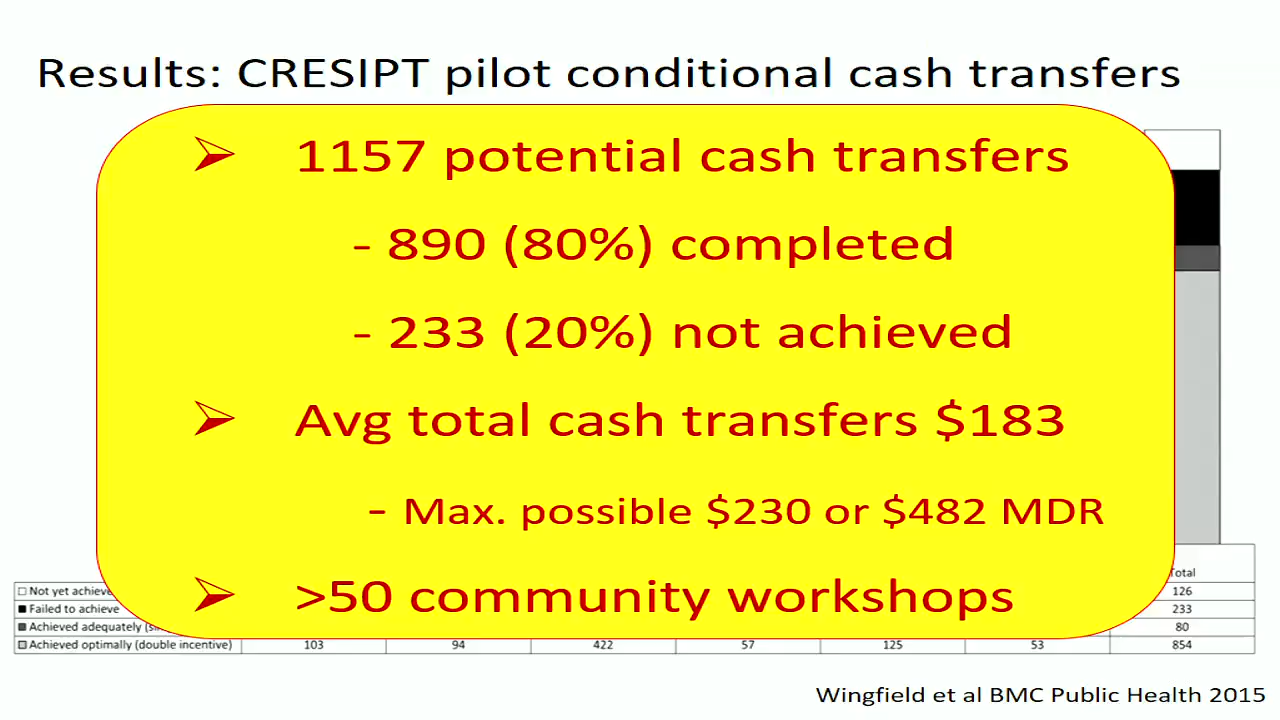 Results: CRESIPT pilot conditional cash transfers
➢ 1157 potential cash transfers
- 890 (80%) completed
- 233 (20%) not achieved
➢ Avg total cash transfers $183
- Max. possible $230 or $482 MDR
➢ >50 community workshops
Total
Not yet achieve 126
Failed to achieve 233
Achieved adequately 80
Achieved optimally (double incentive) 103 94 422 57 125 53 854
Wingfield et al BMC Public Health 2015